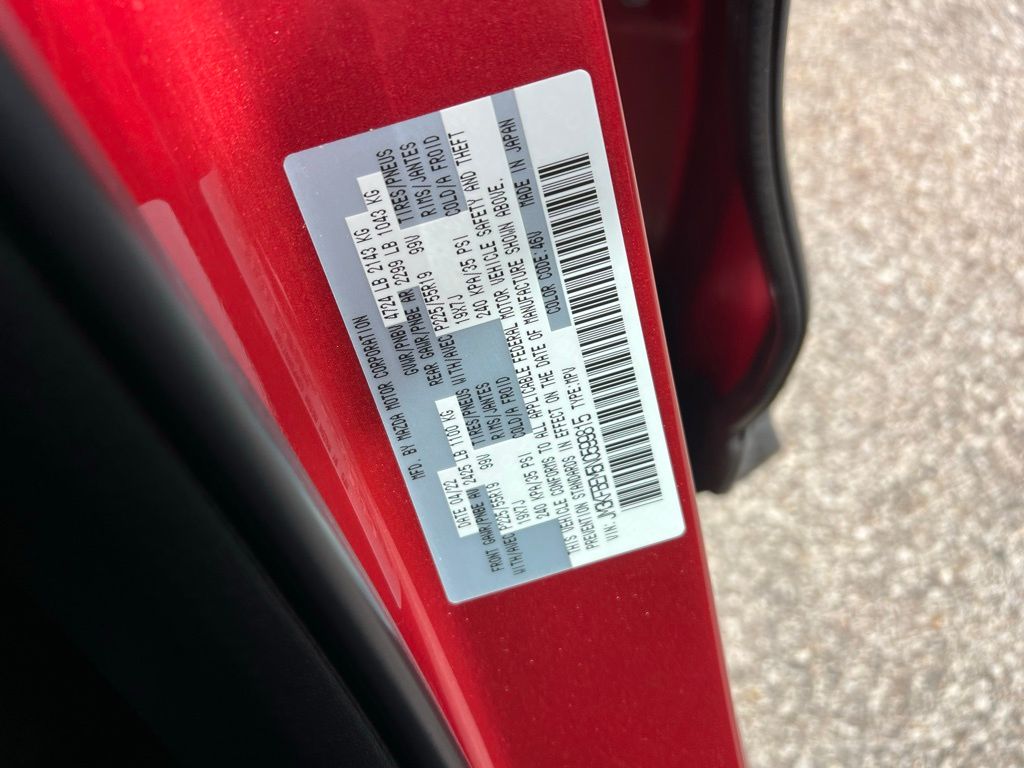 MFD. BY MAZDA MOTOR CORPORATION
DATE 04/22 GVWR/PNBV 4724 LB 2143 KG
FRONT GAWR/PNBE AV 2425 LB 1100 KG REAR GAWR/PNBE AR 2299 LB 1043 KG
WITH/AVEC P225/55R19 99V TIRES/PNEUS WITH/AVEC P225/55R19 99V TIRES/PNEUS
19X7J RIMS/JANTES 19X7J RIMS/JANTES
240 KPA/35 PSI COLD/A FROID 240 KPA/35 PSI COLD/A FROID
THIS VEHICLE CONFORMS TO ALL APPLICABLE FEDERAL MOTOR VEHICLE SAFETY AND THEFT
PREVENTION STANDARDS IN EFFECT ON THE DATE OF MANUFACTURE SHOWN ABOVE.
VIN: TYPE:MPV COLOR CODE:46V MADE IN JAPAN